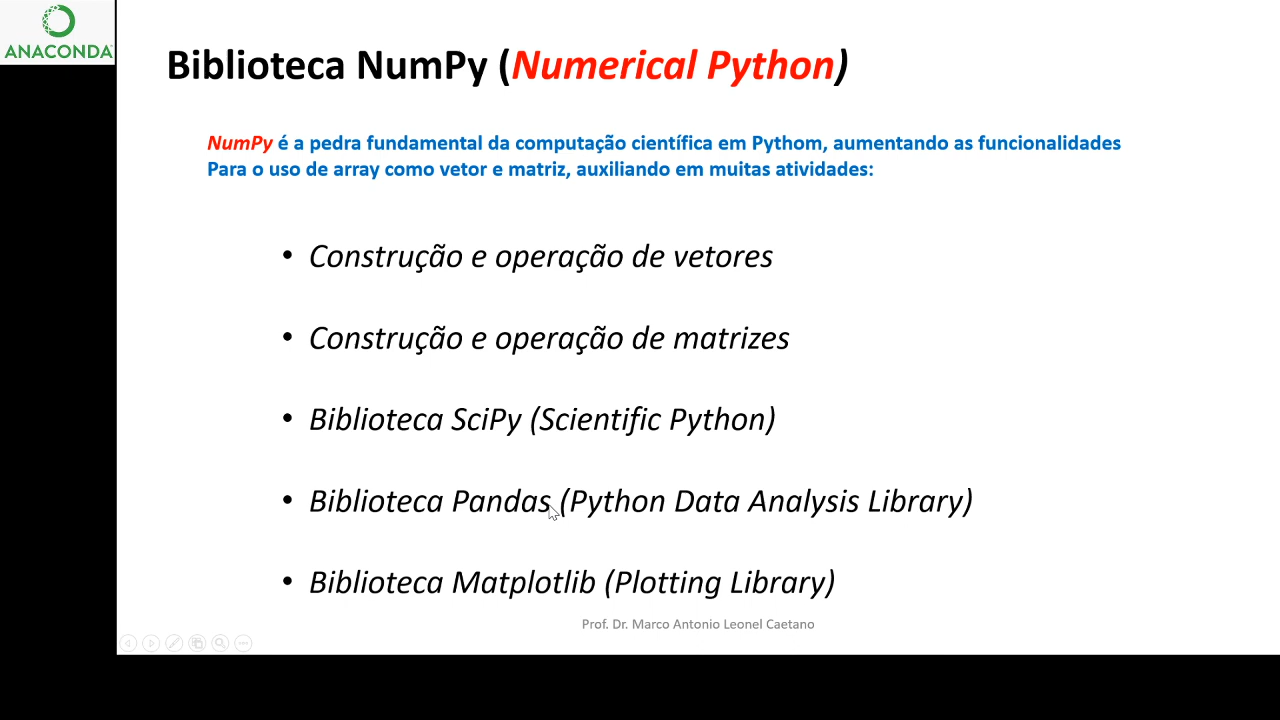 ANACONDA
Biblioteca NumPy (Numerical Python)
NumPy é a pedra fundamental da computação científica em Pythom, aumentando as funcionalidades
Para o uso de array como vetor e matriz, auxiliando em muitas atividades:
• Construção e operação de vetores
• Construção e operação de matrizes
• Biblioteca SciPy (Scientific Python)
• Biblioteca Pandas (Python Data Analysis Library)
• Biblioteca Matplotlib (Plotting Library)
Prof. Dr. Marco Antonio Leonel Caetano